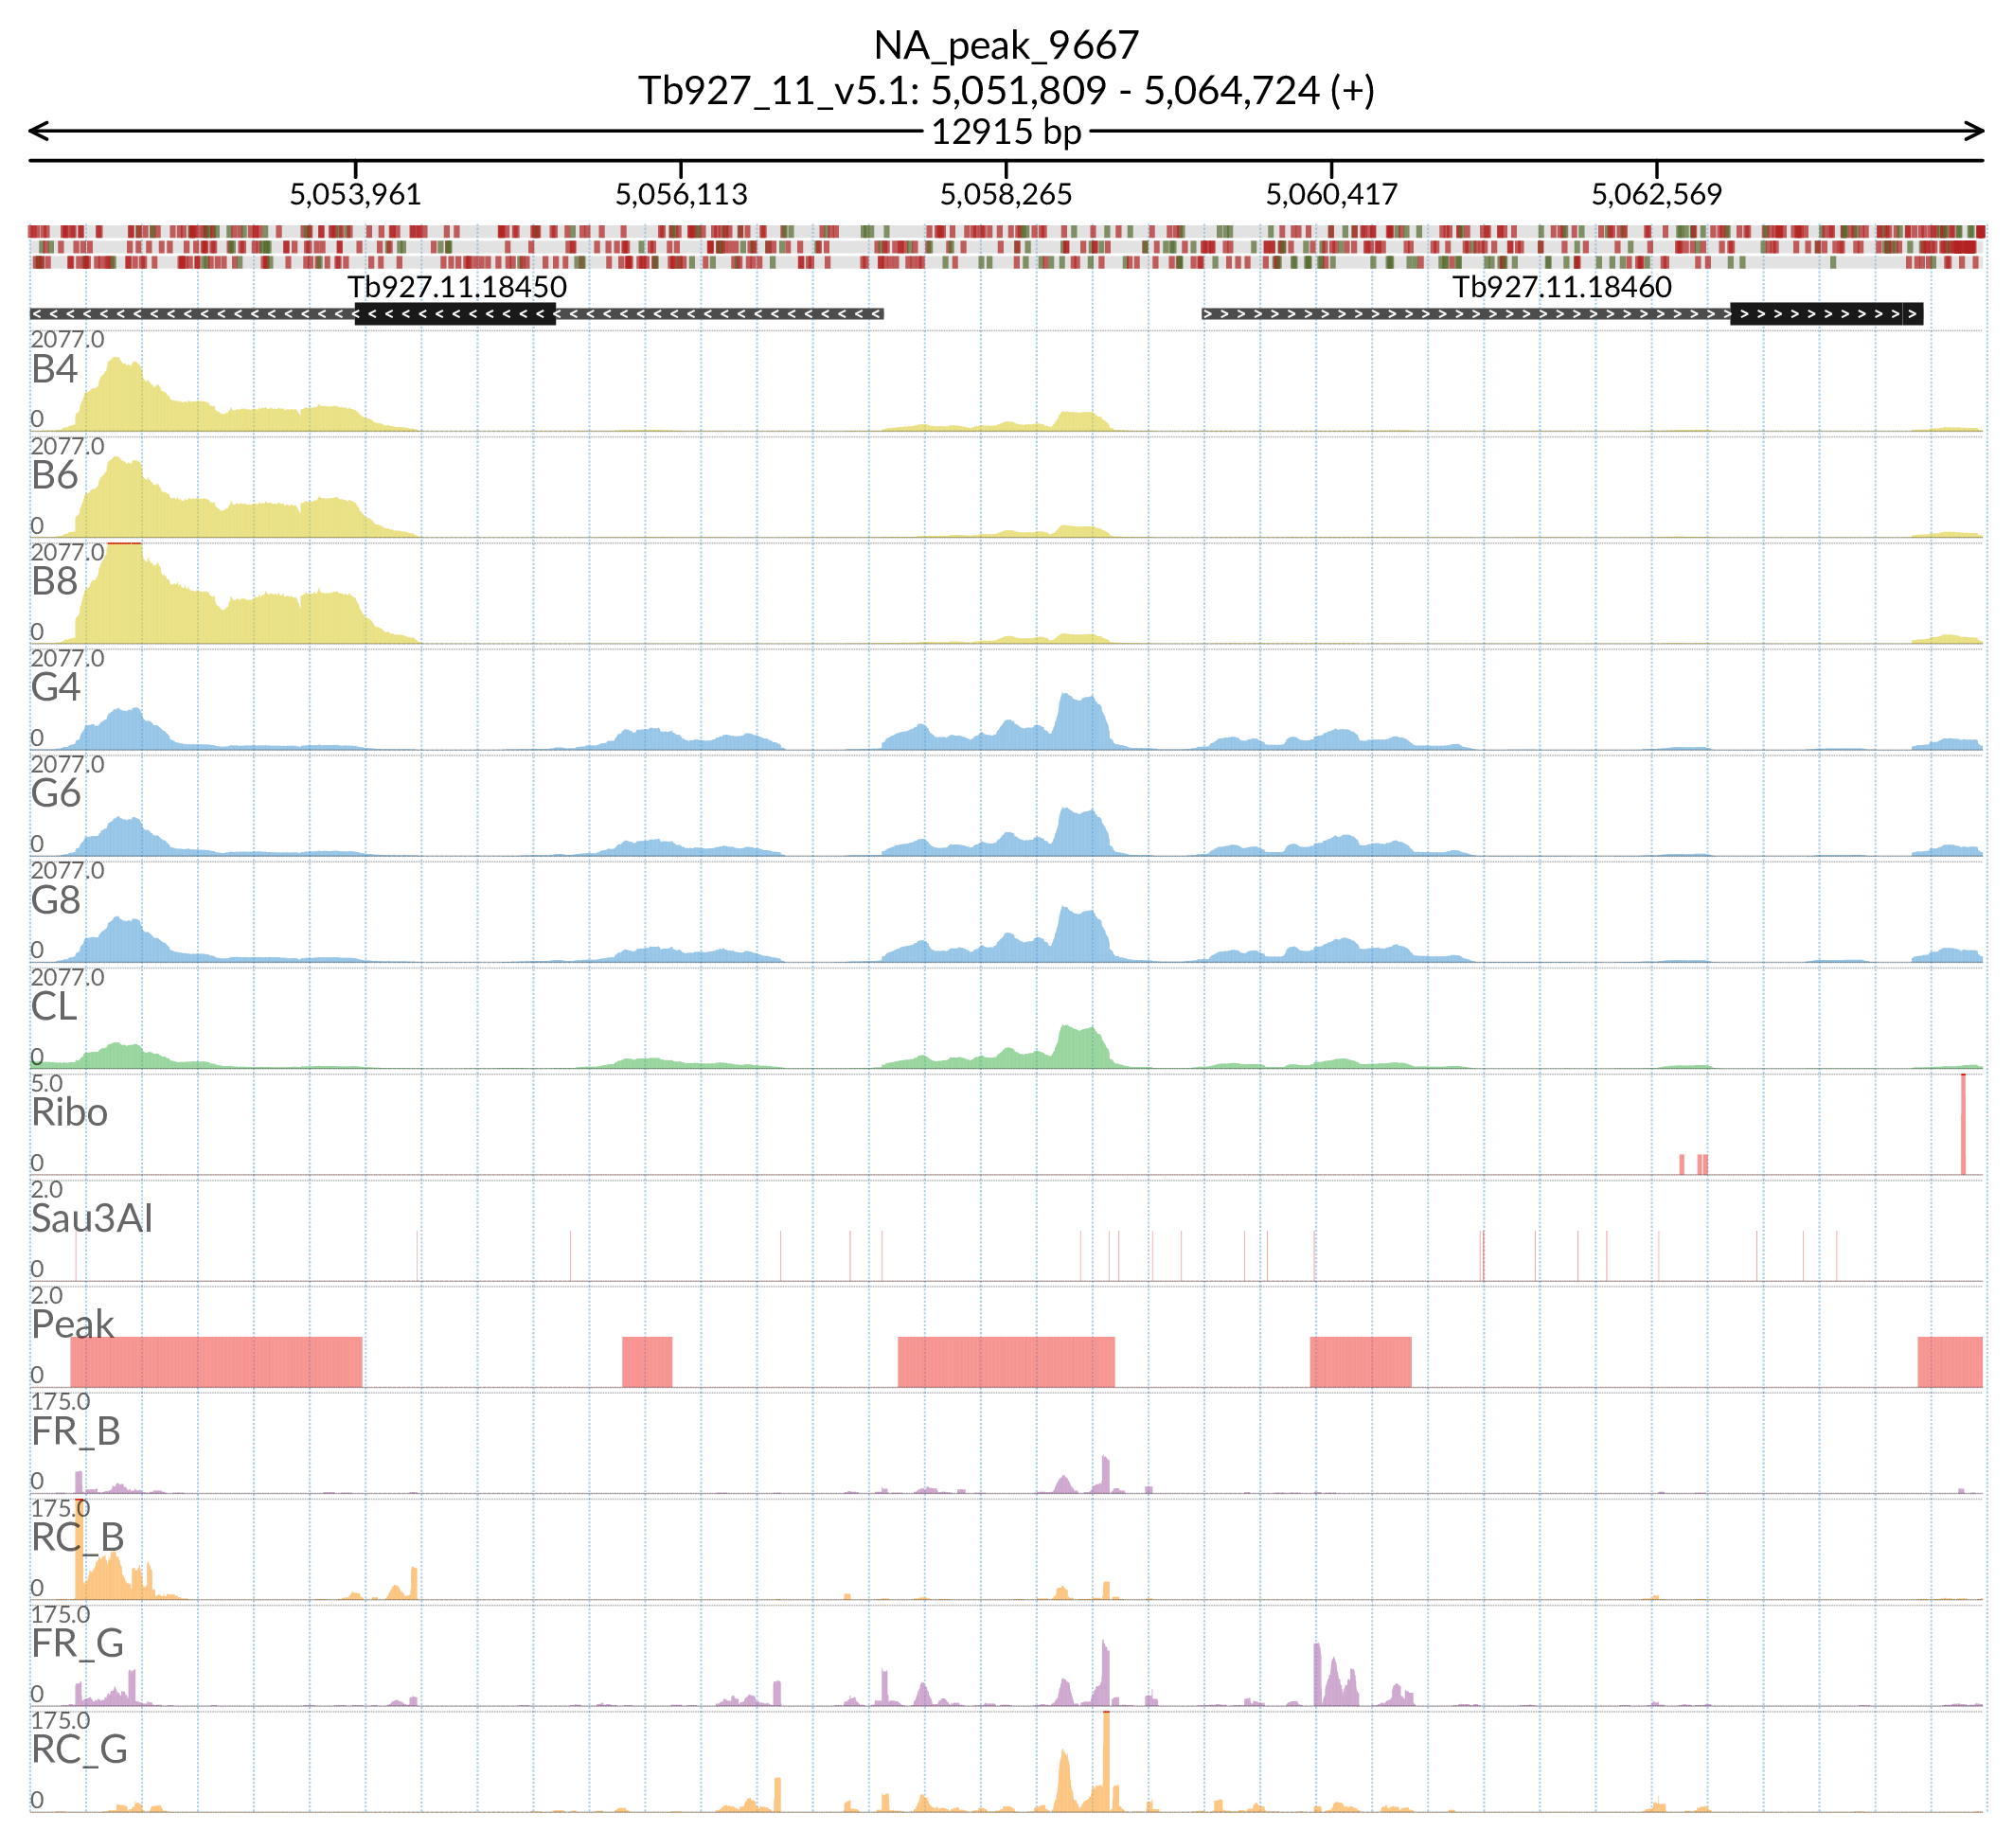 NA_peak_9667
Tb927_11_v5.1: 5,051,809 - 5,064,724 (+)
12915 bp
5,053,961 5,056,113 5,058,265 5,060,417 5,062,569
Tb927.11.18450 Tb927.11.18460
2077.0
B4
0
2077.0
B6
0
2077.0
B8
0
2077.0
G4
0
2077.0
G6
0
2077.0
G8
0
2077.0
CL
0
5.0
Ribo
0
2.0
Sau3AI
0
2.0
Peak
0
175.0
FR_B
0
175.0
RC_B
0
175.0
FR_G
0
175.0
RC_G
0